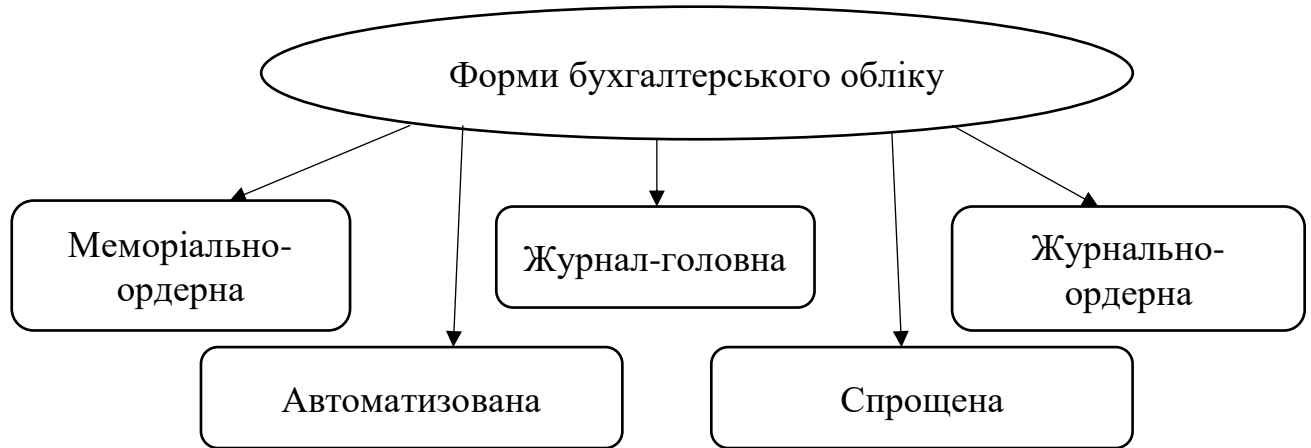 Форми бухгалтерського обліку
Меморіально-
ордерна
Журнал-головна
Журнально-
ордерна
Автоматизована
Спрощена